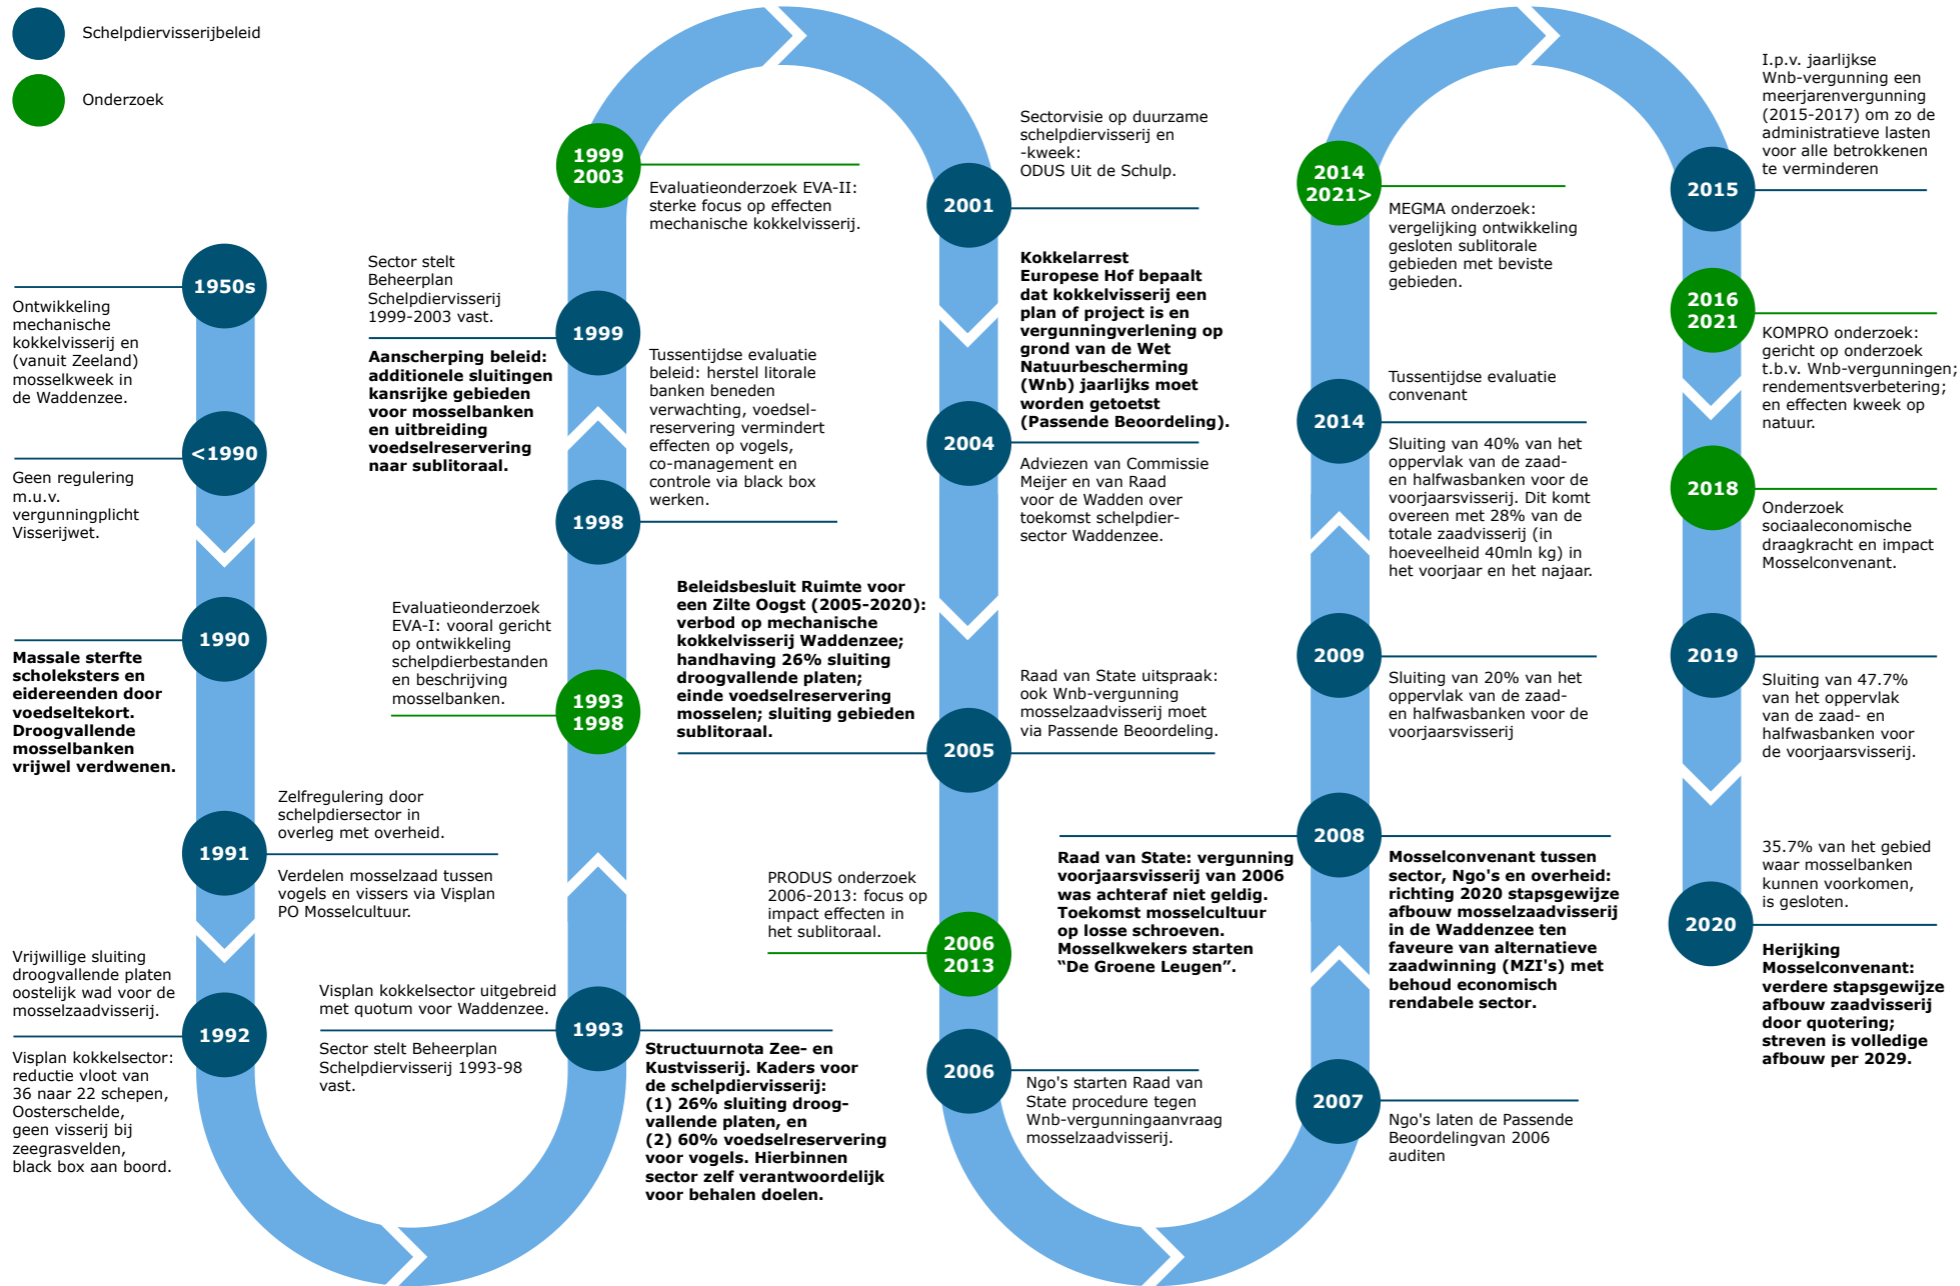 Schelpdiervisserijbeleid
Onderzoek
1950s
Ontwikkeling
mechanische
kokkelvisserij en
(vanuit Zeeland)
mosselkweek in
de Waddenzee.
<1990
Geen regulering
m.u.v.
vergunningplicht
Visserijwet.
1990
Massale sterfte
scholeksters en
eidereenden door
voedseltekort.
Droogvallende
mosselbanken
vrijwel verdwenen.
Zelfregulering door
schelpdiersector in
overleg met overheid.
1991
Verdelen mosselzaad tussen
vogels en vissers via Visplan
PO Mosselcultuur.
Vrijwillige sluiting
droogvallende platen
oostelijk wad voor de
mosselzaadvisserij.
1992
Visplan kokkelsector:
reductie vloot van
36 naar 22 schepen,
Oosterschelde,
geen visserij bij
zeegrasvelden,
black box aan boord.
Visplan kokkelsector uitgebreid
met quotum voor Waddenzee.
1993
Sector stelt Beheerplan
Schelpdiervisserij 1993-98
vast.
Structuurnota Zee- en
Kustvisserij. Kaders voor
de schelpdiervisserij:
(1) 26% sluiting droog-
vallende platen, en
(2) 60% voedselreservering
voor vogels. Hierbinnen
sector zelf verantwoordelijk
voor behalen doelen.
Evaluatieonderzoek
EVA-I: vooral gericht
op ontwikkeling
schelpdierbestanden
en beschrijving
mosselbanken.
1993
1998
Tussentijdse evaluatie
beleid: herstel litorale
banken beneden
verwachting, voedsel-
reservering vermindert
effecten op vogels,
co-management en
controle via black box
werken.
1998
Sector stelt
Beheerplan
Schelpdiervisserij
1999-2003 vast.
1999
Aanscherping beleid:
additionele sluitingen
kansrijke gebieden
voor mosselbanken
en uitbreiding
voedselreservering
naar sublitoraal.
1999
2003
Evaluatieonderzoek EVA-II:
sterke focus op effecten
mechanische kokkelvisserij.
Sectorvisie op duurzame
schelpdiervisserij en
-kweek:
ODUS Uit de Schulp.
2001
Kokkelarrest
Europese Hof bepaalt
dat kokkelvisserij een
plan of project is en
vergunningverlening op
grond van de Wet
Natuurbescherming
(Wnb) jaarlijks moet
worden getoetst
(Passende Beoordeling).
2004
Adviezen van Commissie
Meijer en van Raad
voor de Wadden over
toekomst schelpdier-
sector Waddenzee.
Beleidsbesluit Ruimte voor
een Zilte Oogst (2005-2020):
verbod op mechanische
kokkelvisserij Waddenzee;
handhaving 26% sluiting
droogvallende platen;
einde voedselreservering
mosselen; sluiting gebieden
sublitoraal.
Raad van State uitspraak:
ook Wnb-vergunning
mosselzaadvisserij moet
via Passende Beoordeling.
2005
PRODUS onderzoek
2006-2013: focus op
impact effecten in
het sublitoraal.
2006
2013
2006
Ngo's starten Raad van
State procedure tegen
Wnb-vergunningaanvraag
mosselzaadvisserij.
2007
Ngo's laten de Passende
Beoordelingvan 2006
auditen
2008
Raad van State: vergunning
voorjaarsvisserij van 2006
was achteraf niet geldig.
Toekomst mosselcultuur
op losse schroeven.
Mosselkwekers starten
“De Groene Leugen”.
Mosselconvenant tussen
sector, Ngo's en overheid:
richting 2020 stapsgewijze
afbouw mosselzaadvisserij
in de Waddenzee ten
faveure van alternatieve
zaadwinning (MZI's) met
behoud economisch
rendabele sector.
2009
Sluiting van 20% van het
oppervlak van de zaad-
en halfwasbanken voor de
voorjaarsvisserij
Tussentijdse evaluatie
convenant
2014
Sluiting van 40% van het
oppervlak van de zaad-
en halfwasbanken voor de
voorjaarsvisserij. Dit komt
overeen met 28% van de
totale zaadvisserij (in
hoeveelheid 40mln kg) in
het voorjaar en het najaar.
2014
2021>
MEGMA onderzoek:
vergelijking ontwikkeling
gesloten sublitorale
gebieden met beviste
gebieden.
I.p.v. jaarlijkse
Wnb-vergunning een
meerjarenvergunning
(2015-2017) om zo de
administratieve lasten
voor alle betrokkenen
te verminderen
2015
2016
2021
KOMPRO onderzoek:
gericht op onderzoek
t.b.v. Wnb-vergunningen;
rendementsverbetering;
en effecten kweek op
natuur.
2018
Onderzoek
sociaaleconomische
draagkracht en impact
Mosselconvenant.
2019
Sluiting van 47.7%
van het oppervlak
van de zaad- en
halfwasbanken voor
de voorjaarsvisserij.
35.7% van het gebied
waar mosselbanken
kunnen voorkomen,
is gesloten.
2020
Herijking
Mosselconvenant:
verdere stapsgewijze
afbouw zaadvisserij
door quotering;
streven is volledige
afbouw per 2029.